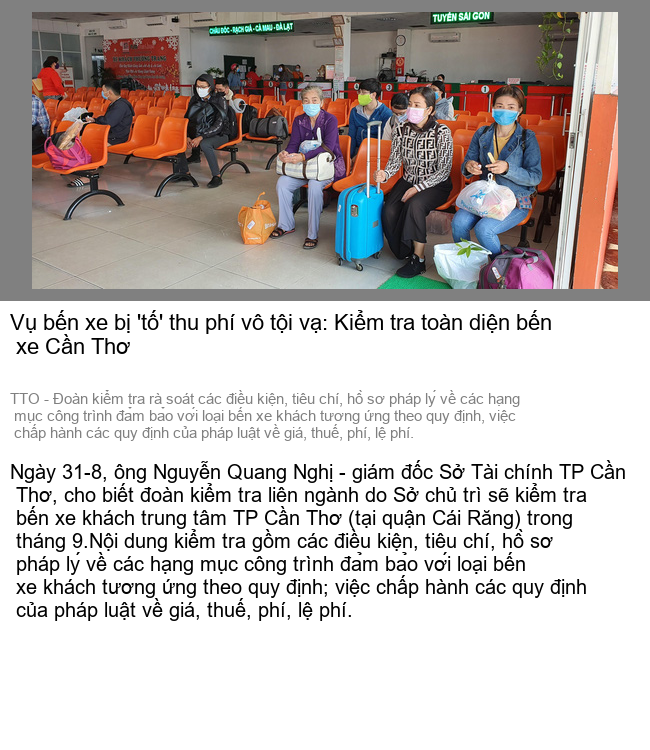 CHÂU ĐỐC - RẠCH GIÁ - CÀ MAU - ĐÀ LẠT
TUYẾN SÀI GÒN
Vụ bến xe bị 'tố' thu phí vô tội vạ: Kiểm tra toàn diện bến
xe Cần Thơ
TTO - Đoàn kiểm tra rà soát các điều kiện, tiêu chí, hồ sơ pháp lý về các hạng
mục công trình đảm bảo với loại bến xe khách tương ứng theo quy định, việc
chấp hành các quy định của pháp luật về giá, thuế, phí, lệ phí.
Ngày 31-8, ông Nguyễn Quang Nghị - giám đốc Sở Tài chính TP Cần
Thơ, cho biết đoàn kiểm tra liên ngành do Sở chủ trì sẽ kiểm tra
bến xe khách trung tâm TP Cần Thơ (tại quận Cái Răng) trong
tháng 9.Nội dung kiểm tra gồm các điều kiện, tiêu chí, hồ sơ
pháp lý về các hạng mục công trình đảm bảo với loại bến
xe khách tương ứng theo quy định; việc chấp hành các quy định
của pháp luật về giá, thuế, phí, lệ phí.